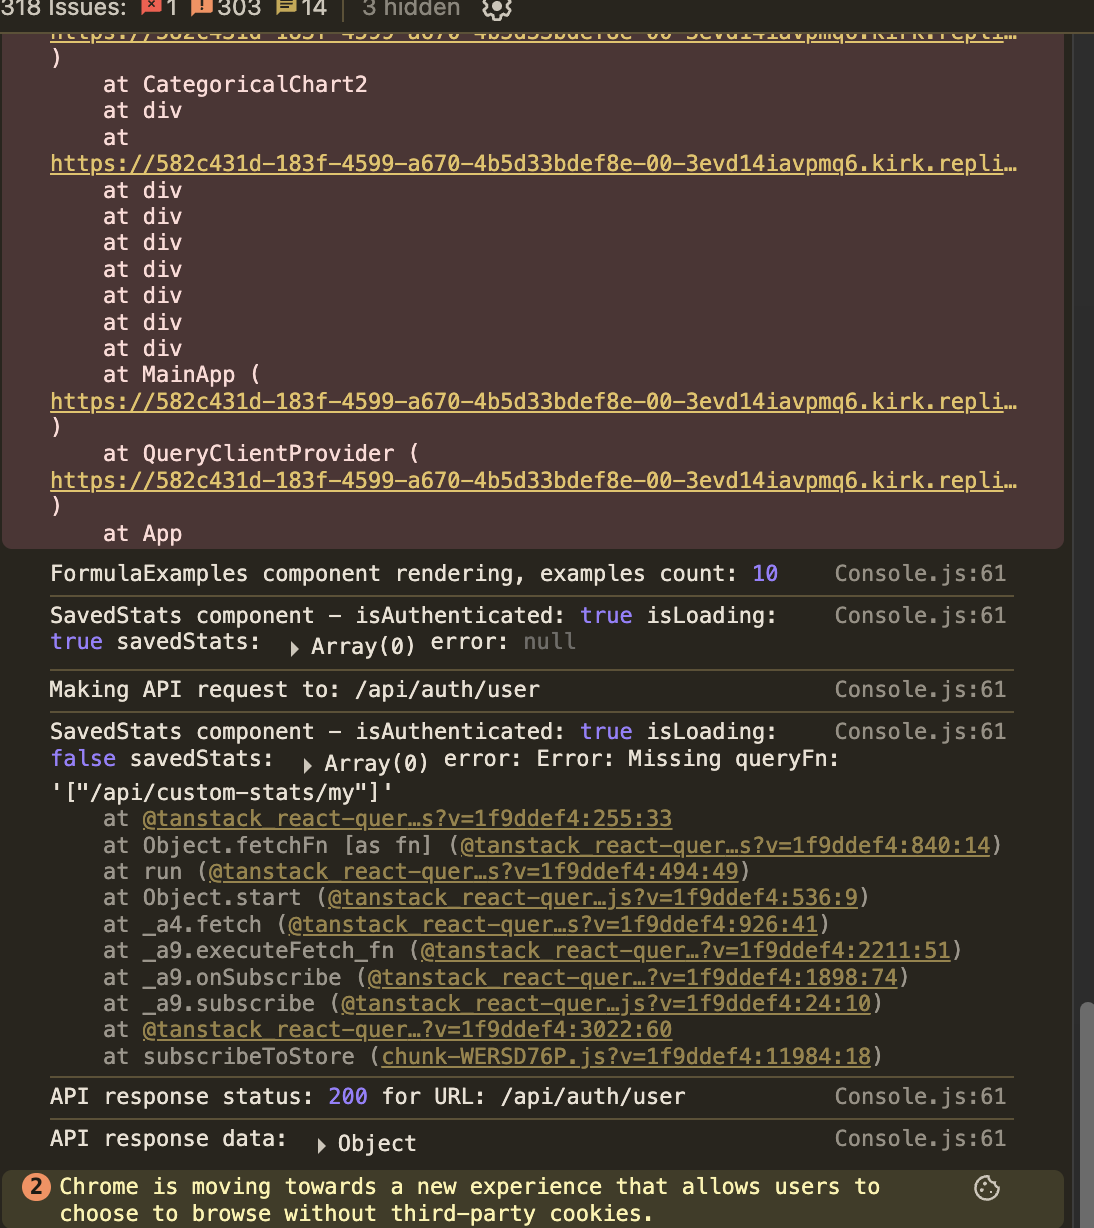 318 Issues: 1 303 14 3 hidden
https://582c431d-183f-4599-a670-4b5d33bdef8e-00-3evd14iavpmq6.kirk.repli…
)
at CategoricalChart2
at div
at
https://582c431d-183f-4599-a670-4b5d33bdef8e-00-3evd14iavpmq6.kirk.repli…
at div
at div
at div
at div
at div
at div
at div
at MainApp (
https://582c431d-183f-4599-a670-4b5d33bdef8e-00-3evd14iavpmq6.kirk.repli…
)
at QueryClientProvider (
https://582c431d-183f-4599-a670-4b5d33bdef8e-00-3evd14iavpmq6.kirk.repli…
)
at App
FormulaExamples component rendering, examples count: 10 Console.js:61
SavedStats component – isAuthenticated: true isLoading: Console.js:61
true savedStats: ▶ Array(0) error: null
Making API request to: /api/auth/user Console.js:61
SavedStats component – isAuthenticated: true isLoading: Console.js:61
false savedStats: ▶ Array(0) error: Error: Missing queryFn:
'["/api/custom-stats/my"]'
at @tanstack_react-quer…s?v=1f9ddef4:255:33
at Object.fetchFn [as fn] (@tanstack_react-quer…s?v=1f9ddef4:840:14)
at run (@tanstack_react-quer…s?v=1f9ddef4:494:49)
at Object.start (@tanstack_react-quer…js?v=1f9ddef4:536:9)
at _a4.fetch (@tanstack_react-quer…s?v=1f9ddef4:926:41)
at _a9.executeFetch_fn (@tanstack_react-quer…?v=1f9ddef4:2211:51)
at _a9.onSubscribe (@tanstack_react-quer…?v=1f9ddef4:1898:74)
at _a9.subscribe (@tanstack_react-quer…js?v=1f9ddef4:24:10)
at @tanstack_react-quer…?v=1f9ddef4:3022:60
at subscribeToStore (chunk-WERSD76P.js?v=1f9ddef4:11984:18)
API response status: 200 for URL: /api/auth/user Console.js:61
API response data: ▶ Object Console.js:61
2 Chrome is moving towards a new experience that allows users to
choose to browse without third-party cookies.